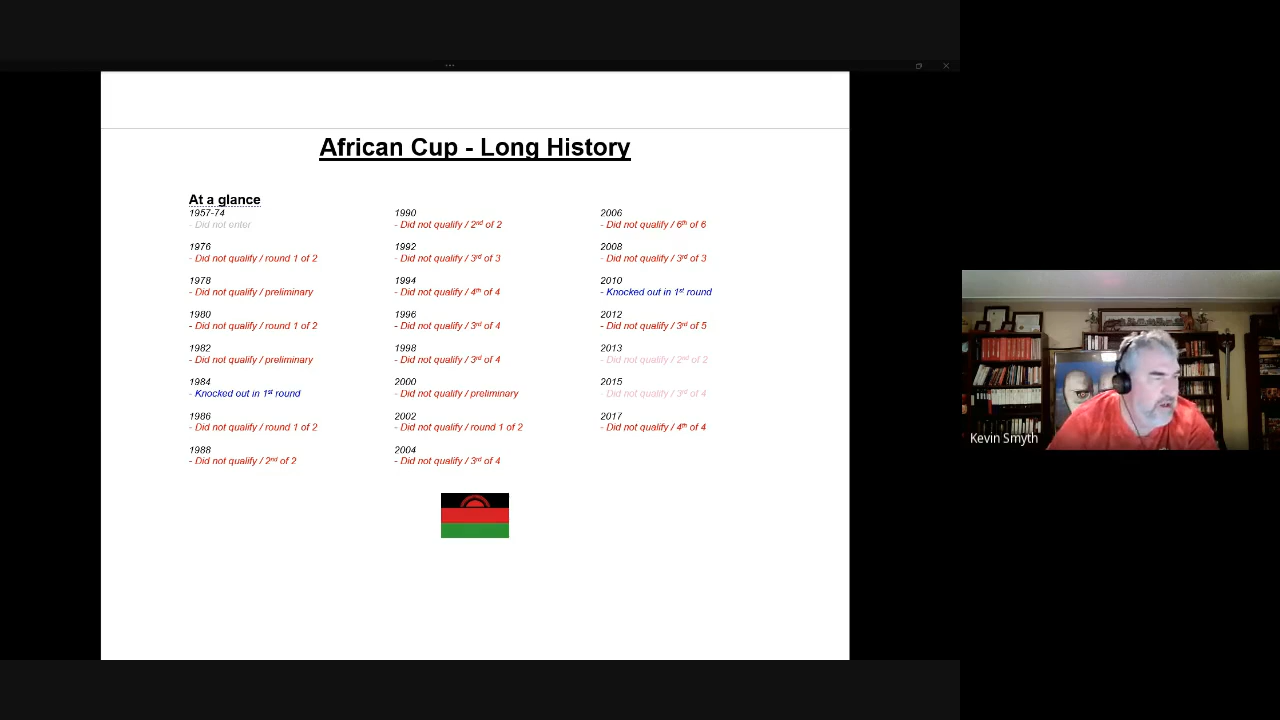 African Cup - Long History
At a glance
1957-74
- Did not enter
1976
- Did not qualify / round 1 of 2
1978
- Did not qualify / preliminary
1980
- Did not qualify / round 1 of 2
1982
- Did not qualify / preliminary
1984
- Knocked out in 1st round
1986
- Did not qualify / round 1 of 2
1988
- Did not qualify / 2nd of 2
1990
- Did not qualify / 2nd of 2
1992
- Did not qualify / 3rd of 3
1994
- Did not qualify / 4th of 4
1996
- Did not qualify / 3rd of 4
1998
- Did not qualify / 3rd of 4
2000
- Did not qualify / preliminary
2002
- Did not qualify / round 1 of 2
2004
- Did not qualify / 3rd of 4
2006
- Did not qualify / 6th of 6
2008
- Did not qualify / 3rd of 3
2010
- Knocked out in 1st round
2012
- Did not qualify / 3rd of 5
2013
- Did not qualify / 2nd of 2
2015
- Did not qualify / 3rd of 4
2017
- Did not qualify / 4th of 4
Kevin Smyth